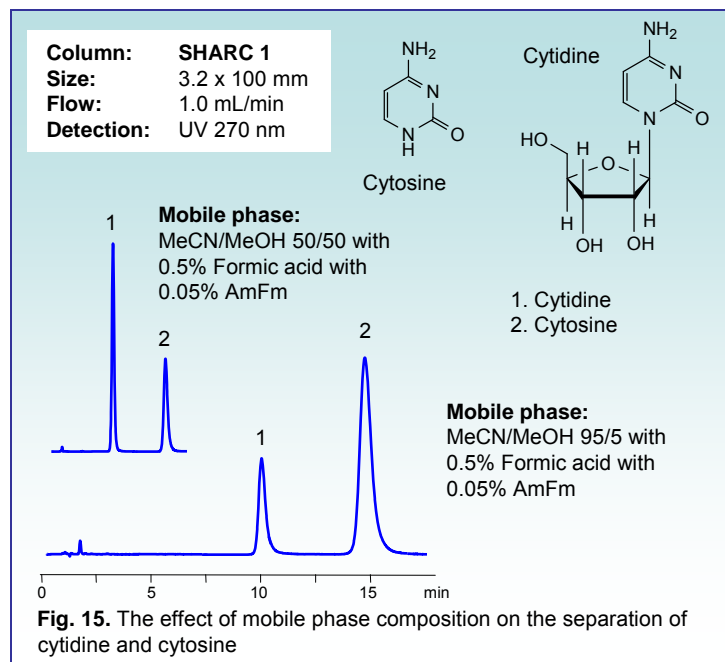 Column: SHARC 1
Size: 3.2 x 100 mm
Flow: 1.0 mL/min
Detection: UV 270 nm
NH2
N
N
H
O
Cytosine
Cytidine
NH2
N
N
O
HO
H
O
H
H
H
OH
OH
1. Cytidine
2. Cytosine
Mobile phase:
MeCN/MeOH 50/50 with
0.5% Formic acid with
0.05% AmFm
1
2
Mobile phase:
MeCN/MeOH 95/5 with
0.5% Formic acid with
0.05% AmFm
1
2
0 5 10 15 min
Fig. 15. The effect of mobile phase composition on the separation of
cytidine and cytosine